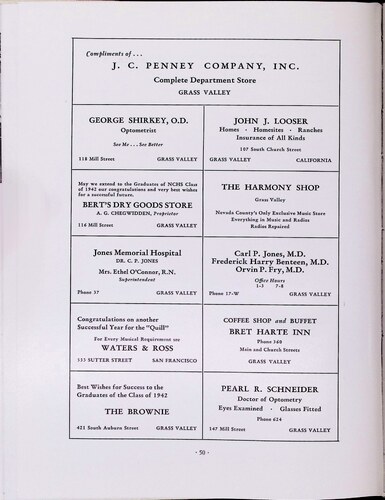 Compliments of . . .
J. C. PENNEY COMPANY, INC.
Complete Department Store
GRASS VALLEY
GEORGE SHIRKEY, O.D.
Optometrist
See Me . . . See Better
118 Mill Street GRASS VALLEY
JOHN J. LOOSER
Homes · Homesites · Ranches
Insurance of All Kinds
107 South Church Street
GRASS VALLEY CALIFORNIA
May we extend to the Graduates of NCHS Class
of 1942 our congratulations and very best wishes
for a successful future.
BERT'S DRY GOODS STORE
A. G. CHEGWIDDEN, Proprietor
116 Mill Street GRASS VALLEY
THE HARMONY SHOP
Grass Valley
Nevada County's Only Exclusive Music Store
Everything in Music and Radios
Radios Repaired
Jones Memorial Hospital
DR. C. P. JONES
Mrs. Ethel O'Connor, R.N.
Superintendent
Phone 37 GRASS VALLEY
Carl P. Jones, M.D.
Frederick Harry Benteen, M.D.
Orvin P. Fry, M.D.
Office Hours
1-3 7-8
Phone 17-W GRASS VALLEY
Congratulations on another
Successful Year for the "Quill"
For Every Musical Requirement see
WATERS & ROSS
333 SUTTER STREET SAN FRANCISCO
COFFEE SHOP and BUFFET
BRET HARTE INN
Phone 360
Main and Church Streets
GRASS VALLEY
Best Wishes for Success to the
Graduates of the Class of 1942
THE BROWNIE
421 South Auburn Street GRASS VALLEY
PEARL R. SCHNEIDER
Doctor of Optometry
Eyes Examined · Glasses Fitted
Phone 624
147 Mill Street GRASS VALLEY
· 50 ·